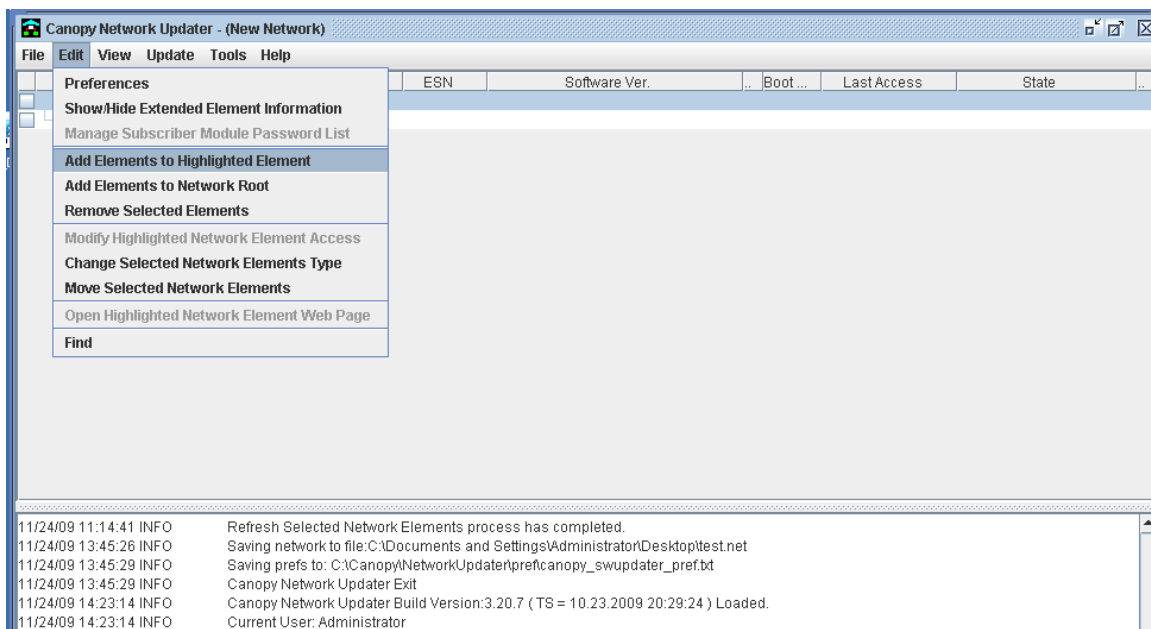 Canopy Network Updater - (New Network)
File Edit View Update Tools Help
ESN Software Ver. .. Boot ... Last Access State ..
Preferences
Show/Hide Extended Element Information
Manage Subscriber Module Password List
Add Elements to Highlighted Element
Add Elements to Network Root
Remove Selected Elements
Modify Highlighted Network Element Access
Change Selected Network Elements Type
Move Selected Network Elements
Open Highlighted Network Element Web Page
Find
11/24/09 11:14:41 INFO Refresh Selected Network Elements process has completed.
11/24/09 13:45:26 INFO Saving network to file:C:\Documents and Settings\Administrator\Desktop\test.net
11/24/09 13:45:29 INFO Saving prefs to: C:\Canopy\NetworkUpdater\pref\canopy_swupdater_pref.txt
11/24/09 13:45:29 INFO Canopy Network Updater Exit
11/24/09 14:23:14 INFO Canopy Network Updater Build Version:3.20.7 ( TS = 10.23.2009 20:29:24 ) Loaded.
11/24/09 14:23:14 INFO Current User: Administrator